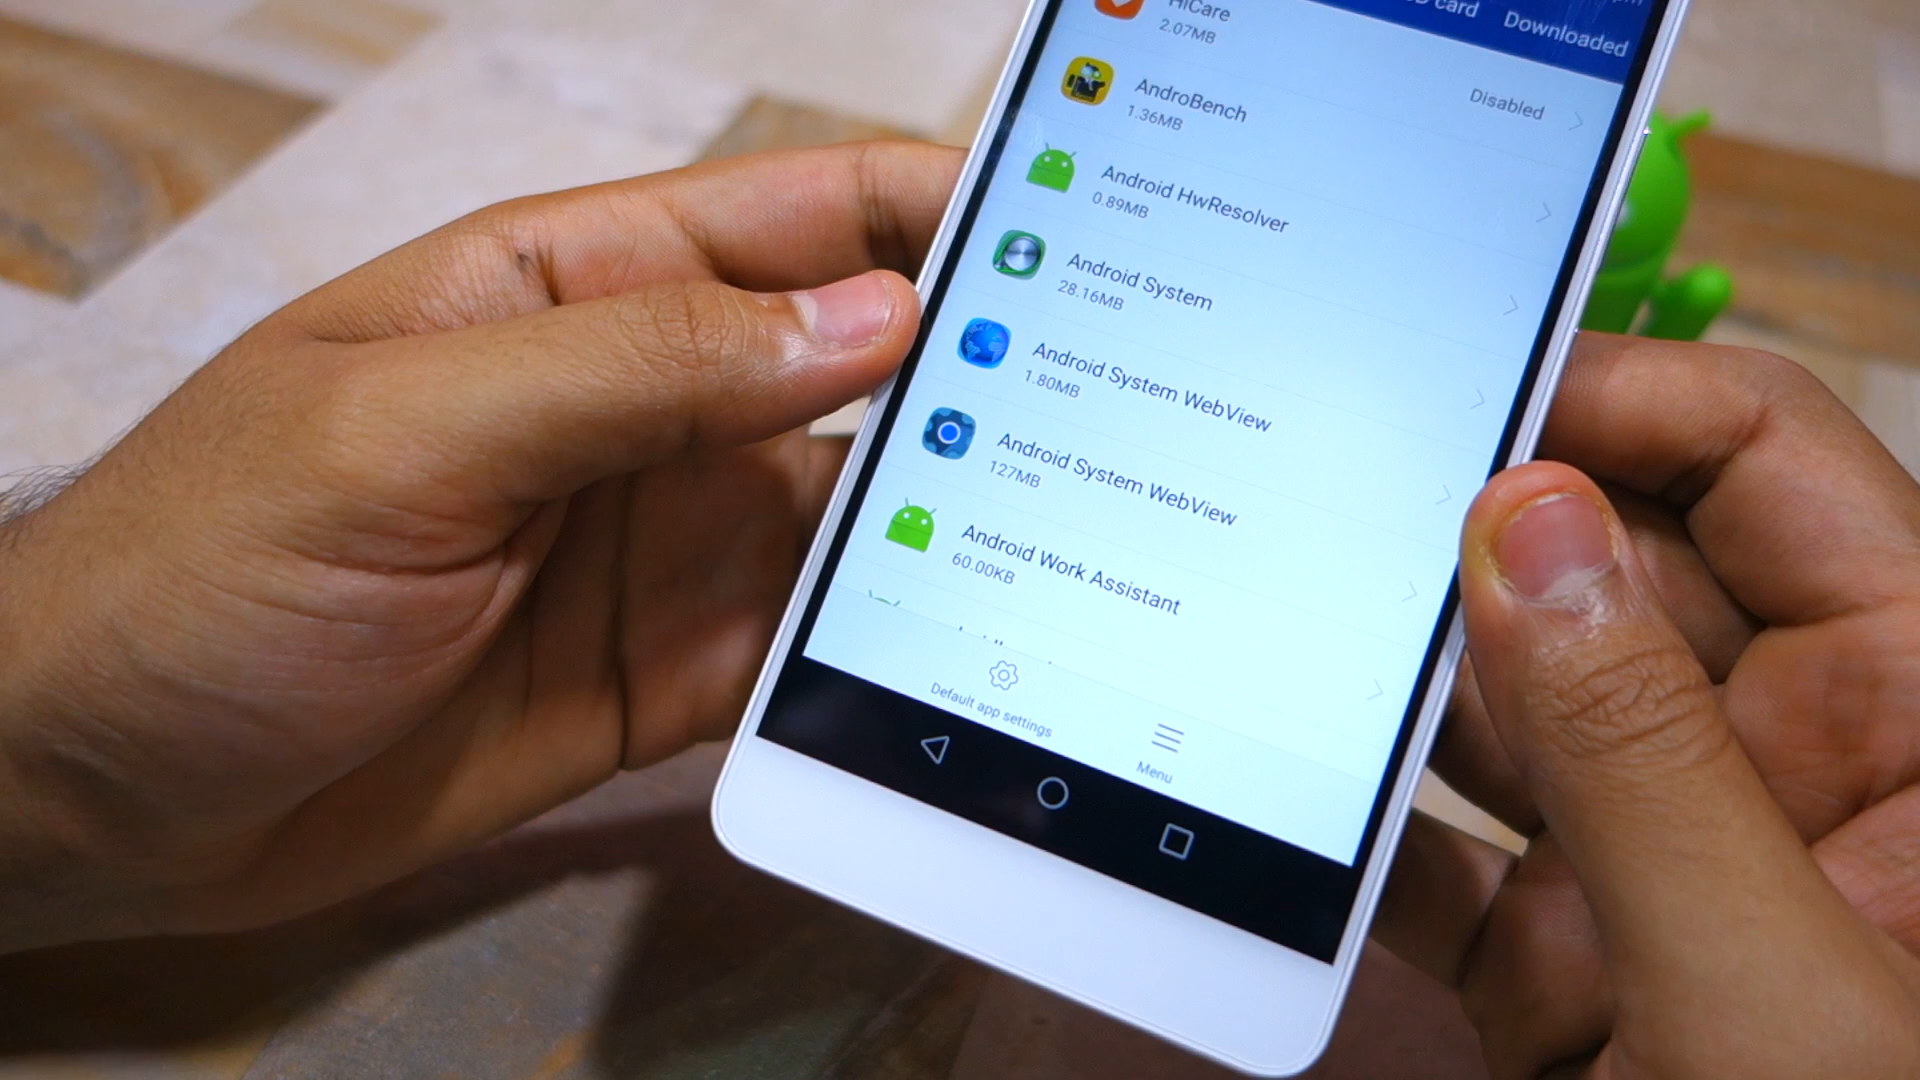 SD card Downloaded
HiCare
2.07MB
Disabled
AndroBench
1.36MB
Android HwResolver
0.89MB
Android System
28.16MB
Android System WebView
1.80MB
Android System WebView
127MB
Android Work Assistant
60.00KB
Default app settings
Menu